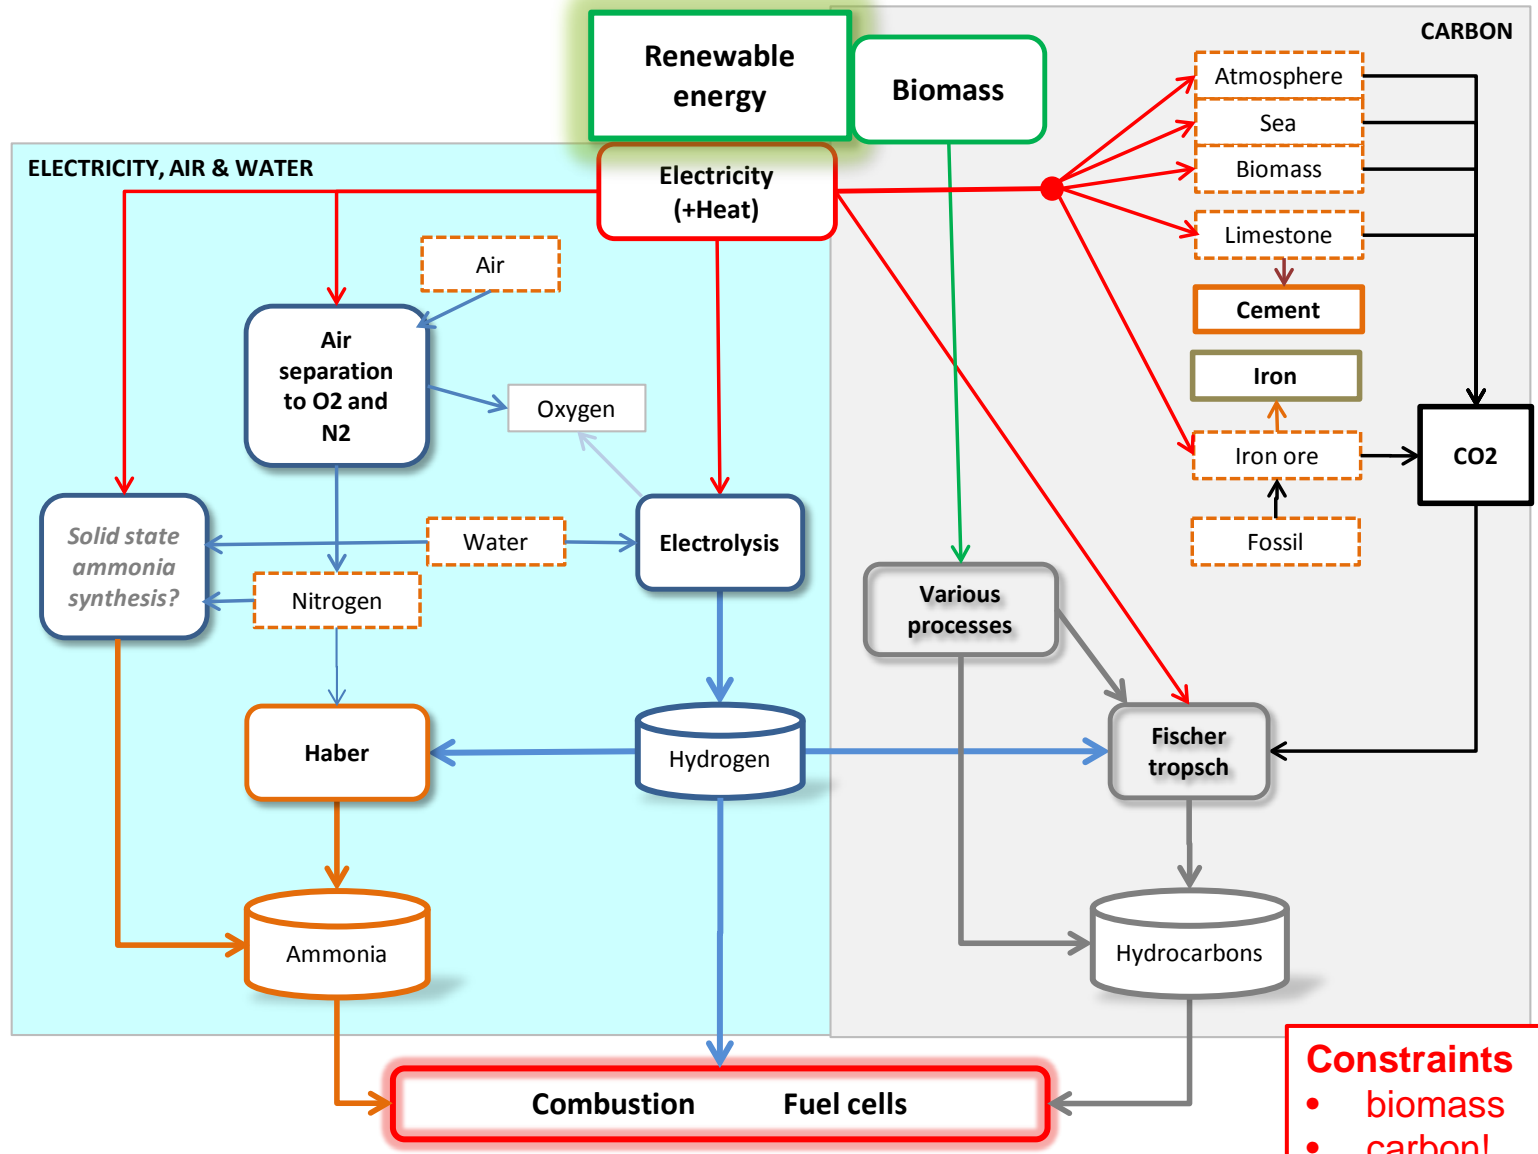 Renewable
energy
Biomass
CARBON
ELECTRICITY, AIR & WATER
Electricity
(+Heat)
Atmosphere
Sea
Biomass
Limestone
Cement
Iron
Iron ore
Fossil
CO2
Air
Air
separation
to O2 and
N2
Oxygen
Solid state
ammonia
synthesis?
Water
Electrolysis
Nitrogen
Various
processes
Haber
Hydrogen
Fischer
tropsch
Ammonia
Hydrocarbons
Combustion Fuel cells
Constraints
• biomass
• carbon!